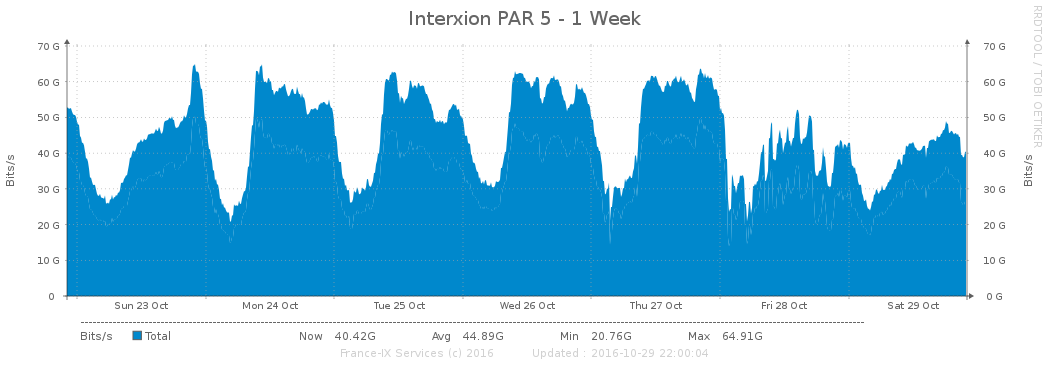 Interxion PAR 5 - 1 Week
RRDTOOL / TOBI OETIKER
Bits/s
70 G 70 G
60 G 60 G
50 G 50 G
40 G 40 G
30 G 30 G
20 G 20 G
10 G 10 G
0 0 G
Bits/s
Sun 23 Oct Mon 24 Oct Tue 25 Oct Wed 26 Oct Thu 27 Oct Fri 28 Oct Sat 29 Oct
Bits/s Total Now 40.42G Avg 44.89G Min 20.76G Max 64.91G
France-IX Services (c) 2016 Updated : 2016-10-29 22:00:04